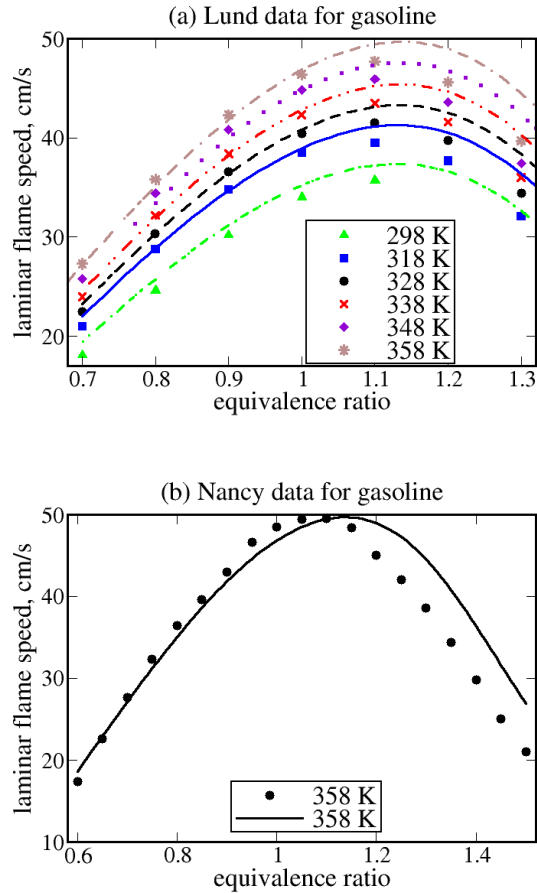 (a) Lund data for gasoline
50
40
30
20
laminar flame speed, cm/s
298 K
318 K
328 K
338 K
348 K
358 K
0.7 0.8 0.9 1 1.1 1.2 1.3
equivalence ratio
(b) Nancy data for gasoline
50
40
30
20
10
laminar flame speed, cm/s
358 K
358 K
0.6 0.8 1 1.2 1.4
equivalence ratio